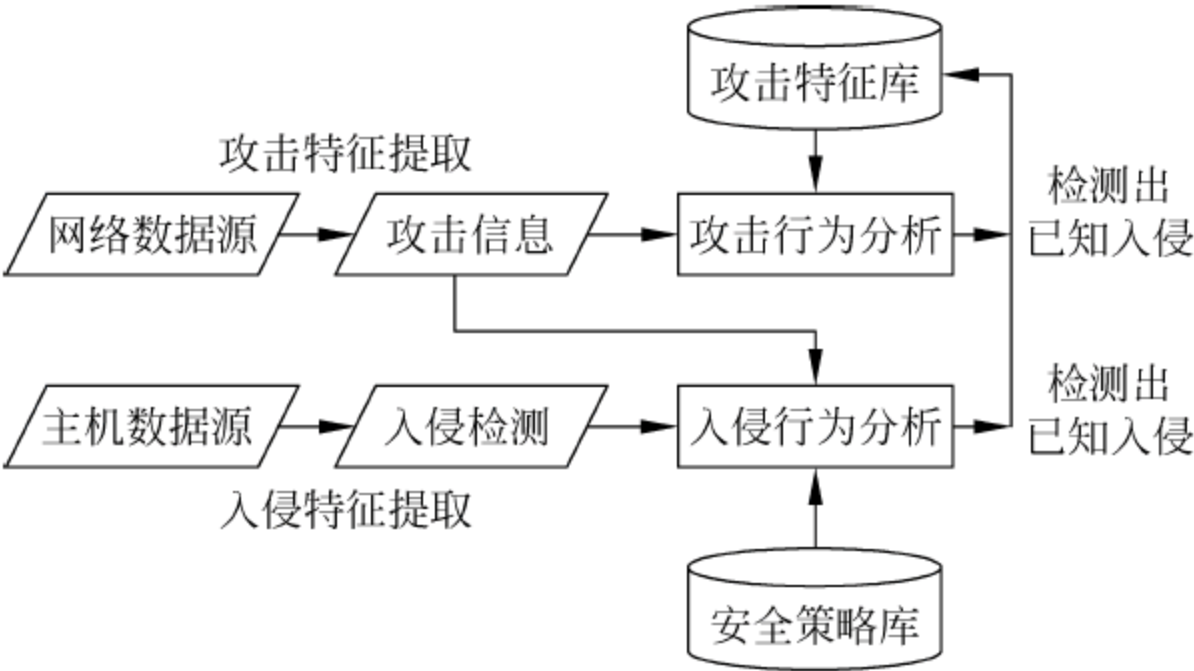 攻击特征库
攻击特征提取
网络数据源
攻击信息
攻击行为分析
检测出
已知入侵
主机数据源
入侵检测
入侵行为分析
检测出
已知入侵
入侵特征提取
安全策略库